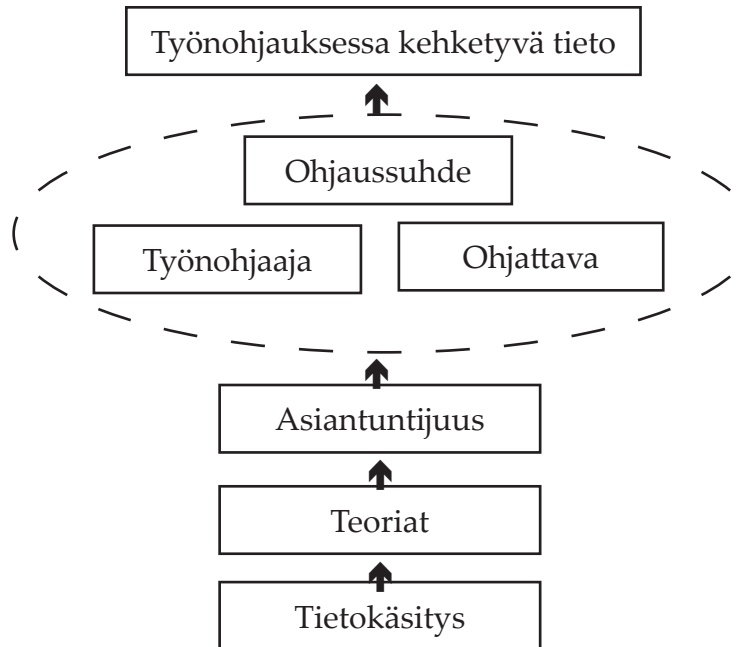 Työnohjauksessa kehketyvä tieto
Ohjaussuhde
Työnohjaaja
Ohjattava
Asiantuntijuus
Teoriat
Tietokäsitys